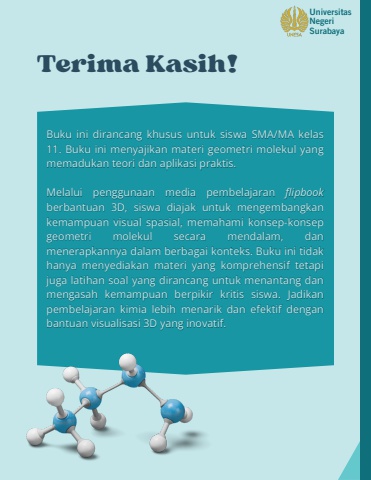 Universitas
Negeri
Surabaya
UNESA
Terima Kasih!
Buku ini dirancang khusus untuk siswa SMA/MA kelas
11. Buku ini menyajikan materi geometri molekul yang
memadukan teori dan aplikasi praktis.
Melalui penggunaan media pembelajaran flipbook
berbantuan 3D, siswa diajak untuk mengembangkan
kemampuan visual spasial, memahami konsep-konsep
geometri molekul secara mendalam, dan
menerapkannya dalam berbagai konteks. Buku ini tidak
hanya menyediakan materi yang komprehensif tetapi
juga latihan soal yang dirancang untuk menantang dan
mengasah kemampuan berpikir kritis siswa. Jadikan
pembelajaran kimia lebih menarik dan efektif dengan
bantuan visualisasi 3D yang inovatif.